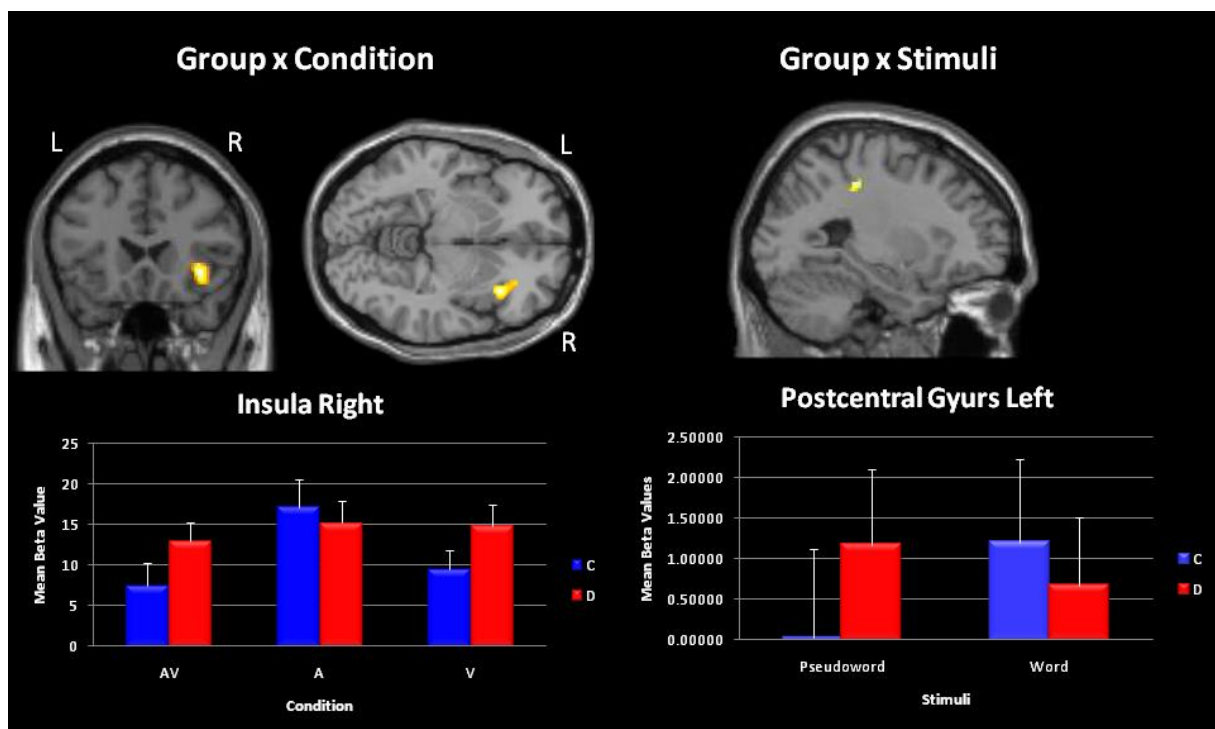 Group x Condition
Group x Stimuli
L
R
L
R
Insula Right
Postcentral Gyurs Left
Mean Beta Value
25
20
15
10
5
0
AV
A
V
Condition
C
D
Mean Beta Values
2.50000
2.00000
1.50000
1.00000
0.50000
0.00000
Pseudoword
Word
Stimuli
C
D